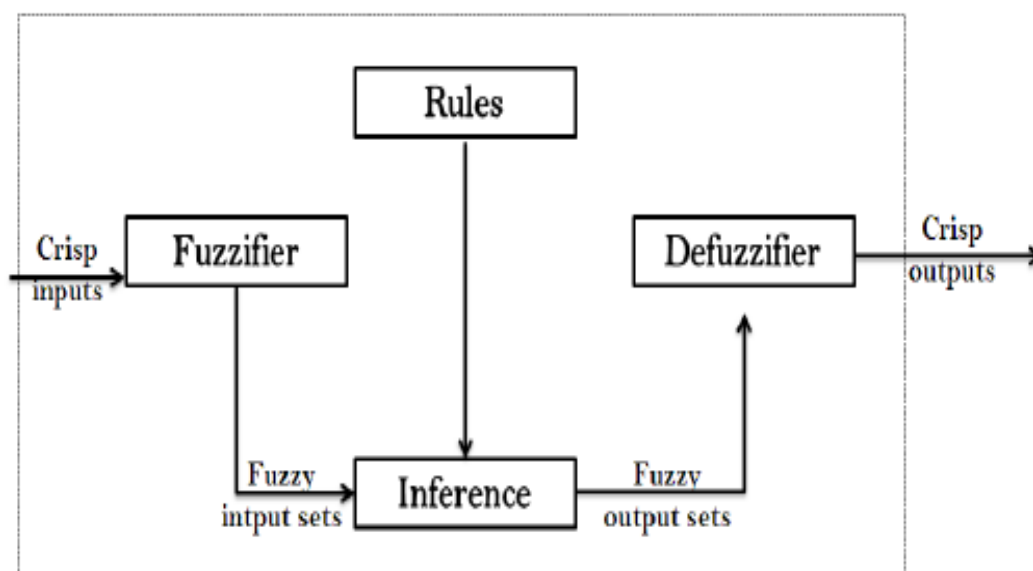 Rules
Crisp
inputs
Fuzzifier
Defuzzifier
Crisp
outputs
Fuzzy
intput sets
Inference
Fuzzy
output sets